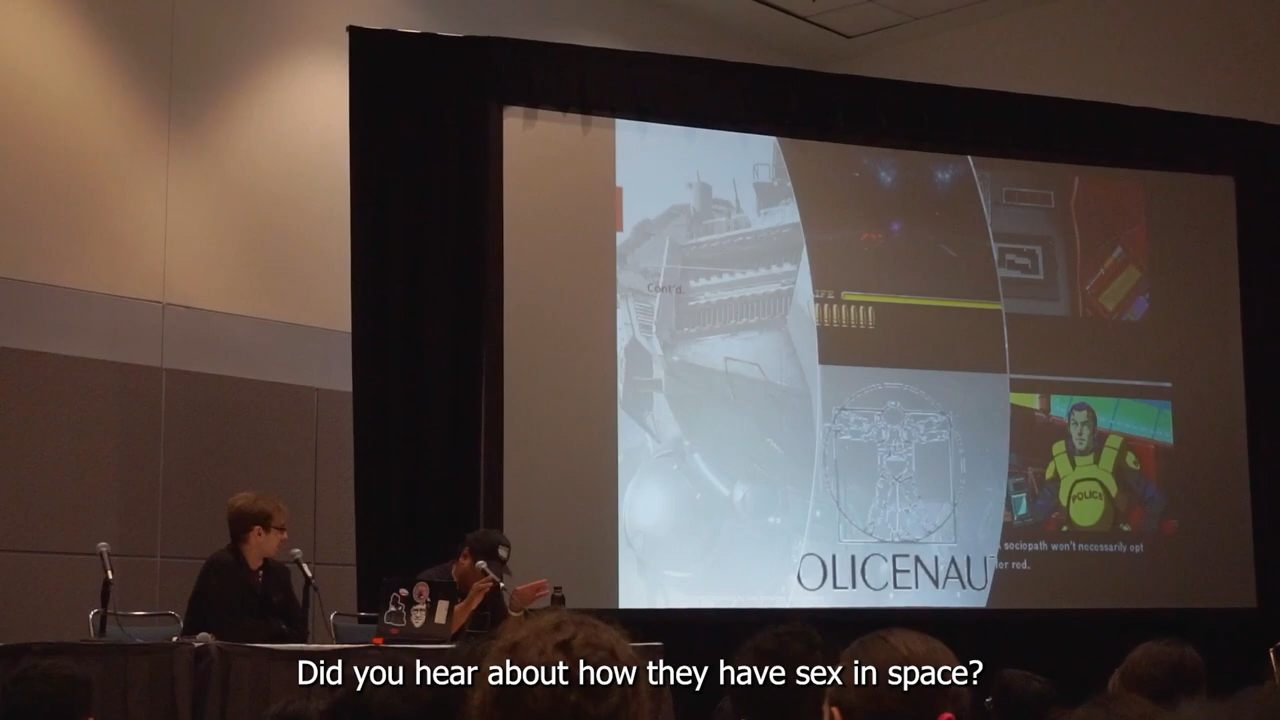 Cont'd.
LIFE
POLICE
sociopath won't necessarily opt
for red.
OLICENAU
Did you hear about how they have sex in space?